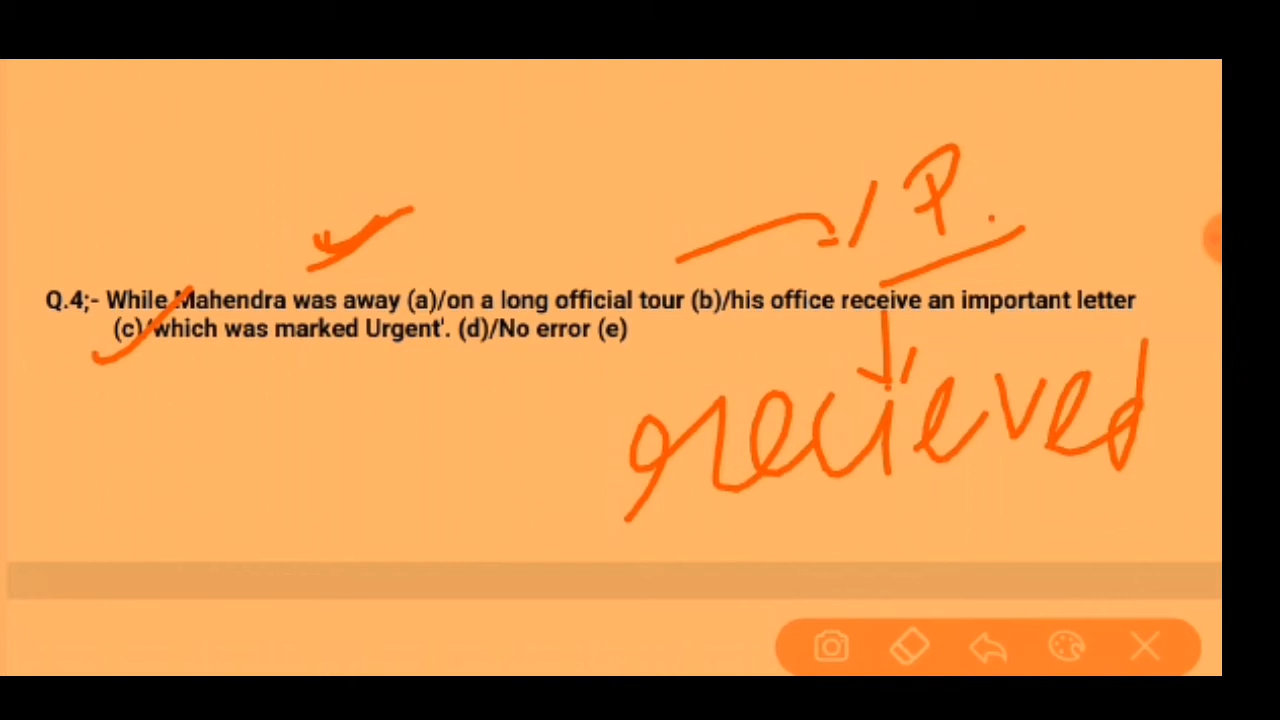 P.
Q.4;- While Mahendra was away (a)/on a long official tour (b)/his office receive an important letter
(c)/which was marked Urgent'. (d)/No error (e)
recieved